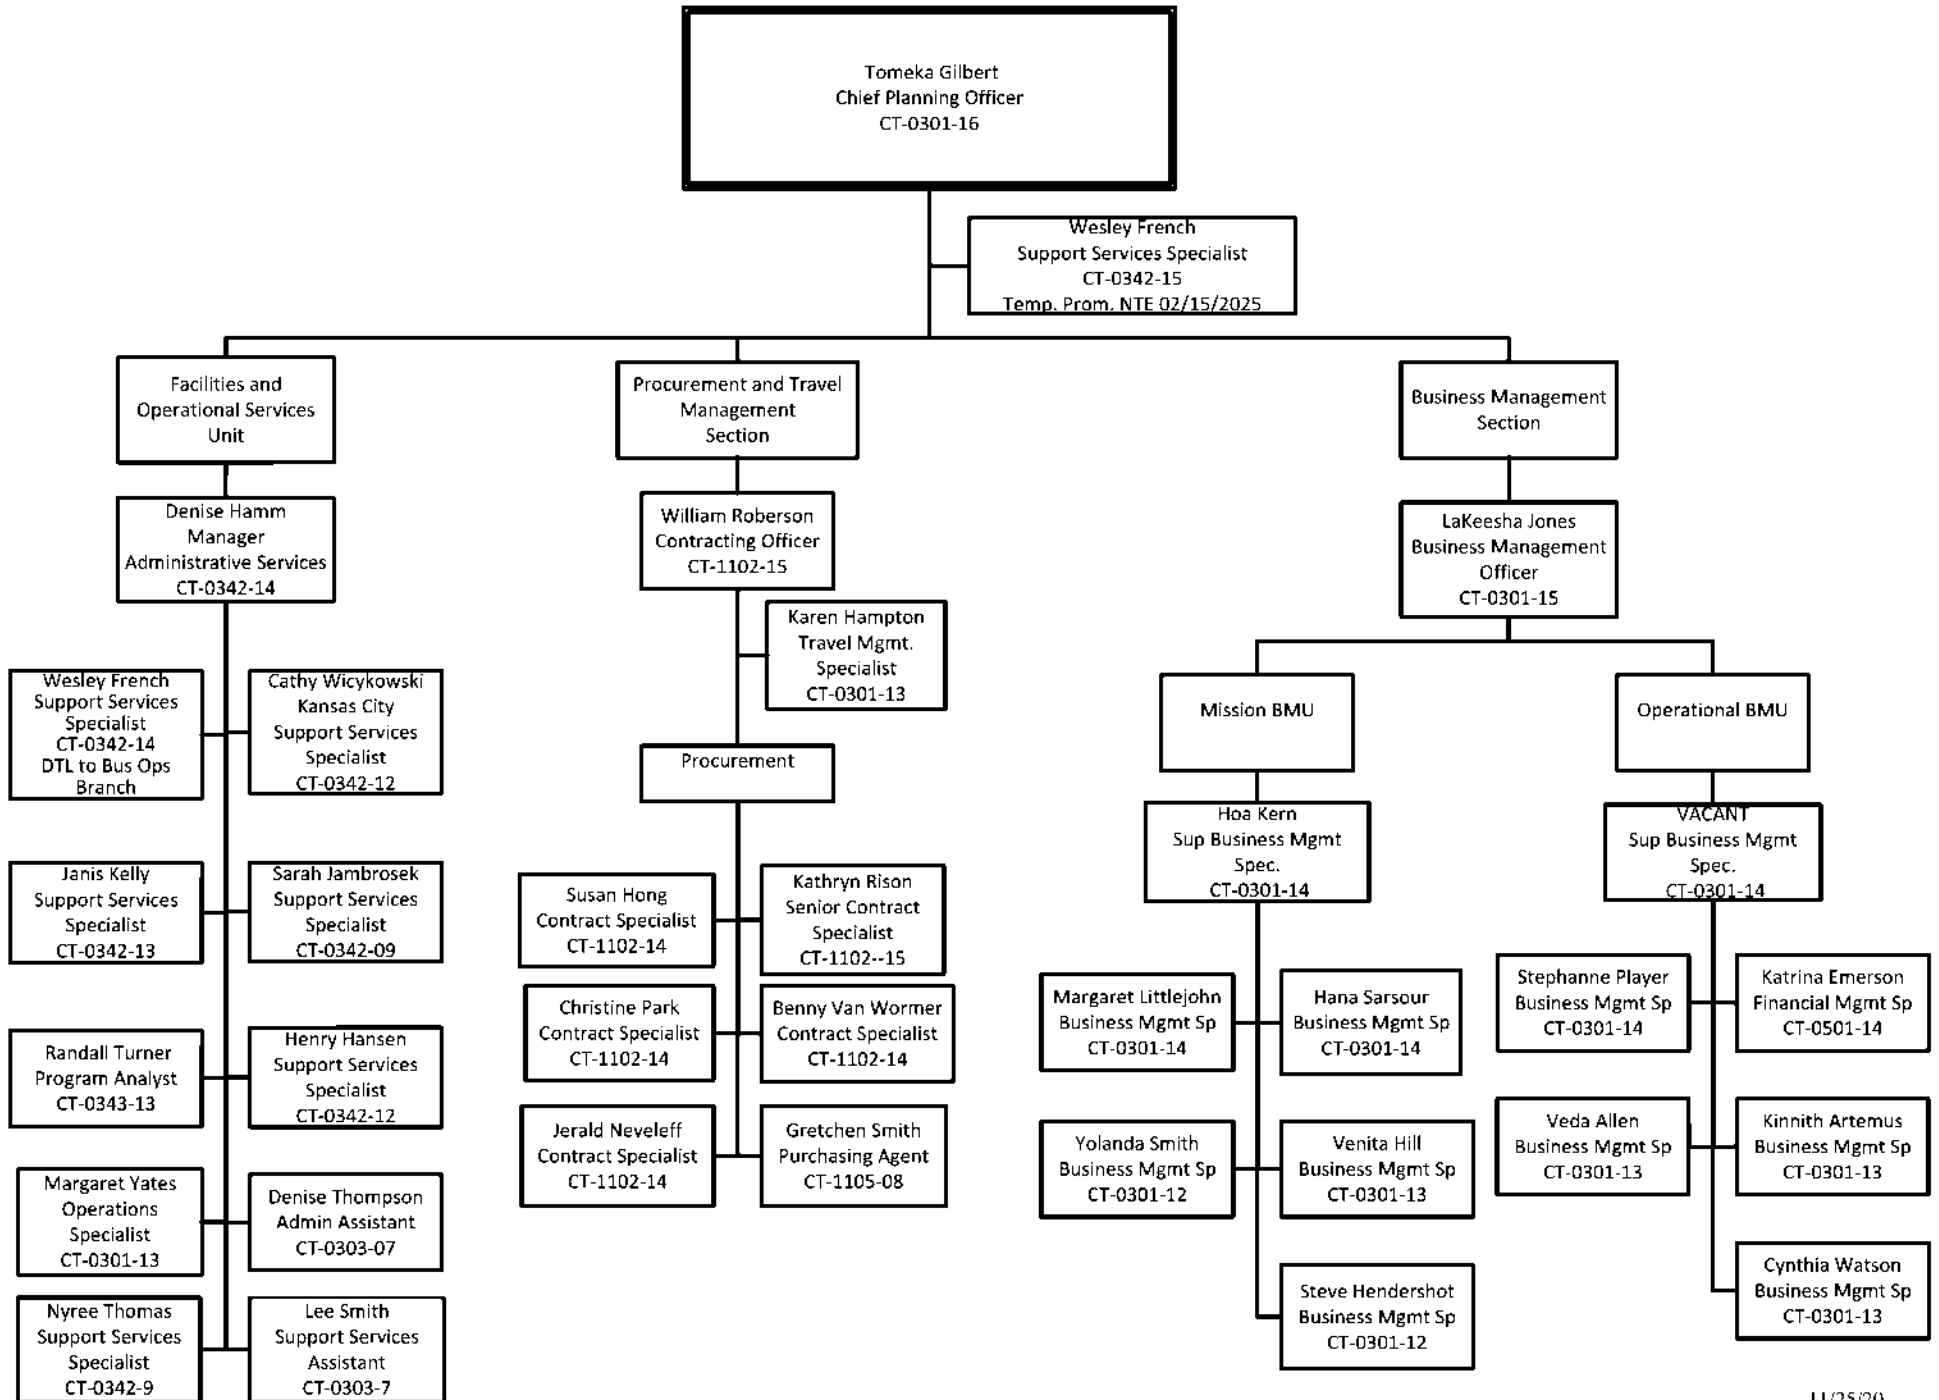 Tomeka Gilbert
Chief Planning Officer
CT-0301-16
Wesley French
Support Services Specialist
CT-0342-15
Temp. Prom. NTE 02/15/2025
Facilities and
Operational Services
Unit
Procurement and Travel
Management
Section
Business Management
Section
Denise Hamm
Manager
Administrative Services
CT-0342-14
William Roberson
Contracting Officer
CT-1102-15
LaKeesha Jones
Business Management
Officer
CT-0301-15
Karen Hampton
Travel Mgmt.
Specialist
CT-0301-13
Wesley French
Support Services
Specialist
CT-0342-14
DTL to Bus Ops
Branch
Cathy Wicykowski
Kansas City
Support Services
Specialist
CT-0342-12
Procurement
Mission BMU
Operational BMU
Hoa Kern
Sup Business Mgmt
Spec.
CT-0301-14
VACANT
Sup Business Mgmt
Spec.
CT-0301-14
Janis Kelly
Support Services
Specialist
CT-0342-13
Sarah Jambrosek
Support Services
Specialist
CT-0342-09
Susan Hong
Contract Specialist
CT-1102-14
Kathryn Rison
Senior Contract
Specialist
CT-1102--15
Margaret Littlejohn
Business Mgmt Sp
CT-0301-14
Hana Sarsour
Business Mgmt Sp
CT-0301-14
Stephanne Player
Business Mgmt Sp
CT-0301-14
Katrina Emerson
Financial Mgmt Sp
CT-0501-14
Randall Turner
Program Analyst
CT-0343-13
Henry Hansen
Support Services
Specialist
CT-0342-12
Christine Park
Contract Specialist
CT-1102-14
Benny Van Wormer
Contract Specialist
CT-1102-14
Yolanda Smith
Business Mgmt Sp
CT-0301-12
Venita Hill
Business Mgmt Sp
CT-0301-13
Veda Allen
Business Mgmt Sp
CT-0301-13
Kinnith Artemus
Business Mgmt Sp
CT-0301-13
Margaret Yates
Operations
Specialist
CT-0301-13
Denise Thompson
Admin Assistant
CT-0303-07
Jerald Neveleff
Contract Specialist
CT-1102-14
Gretchen Smith
Purchasing Agent
CT-1105-08
Steve Hendershot
Business Mgmt Sp
CT-0301-12
Cynthia Watson
Business Mgmt Sp
CT-0301-13
Nyree Thomas
Support Services
Specialist
CT-0342-9
Lee Smith
Support Services
Assistant
CT-0303-7